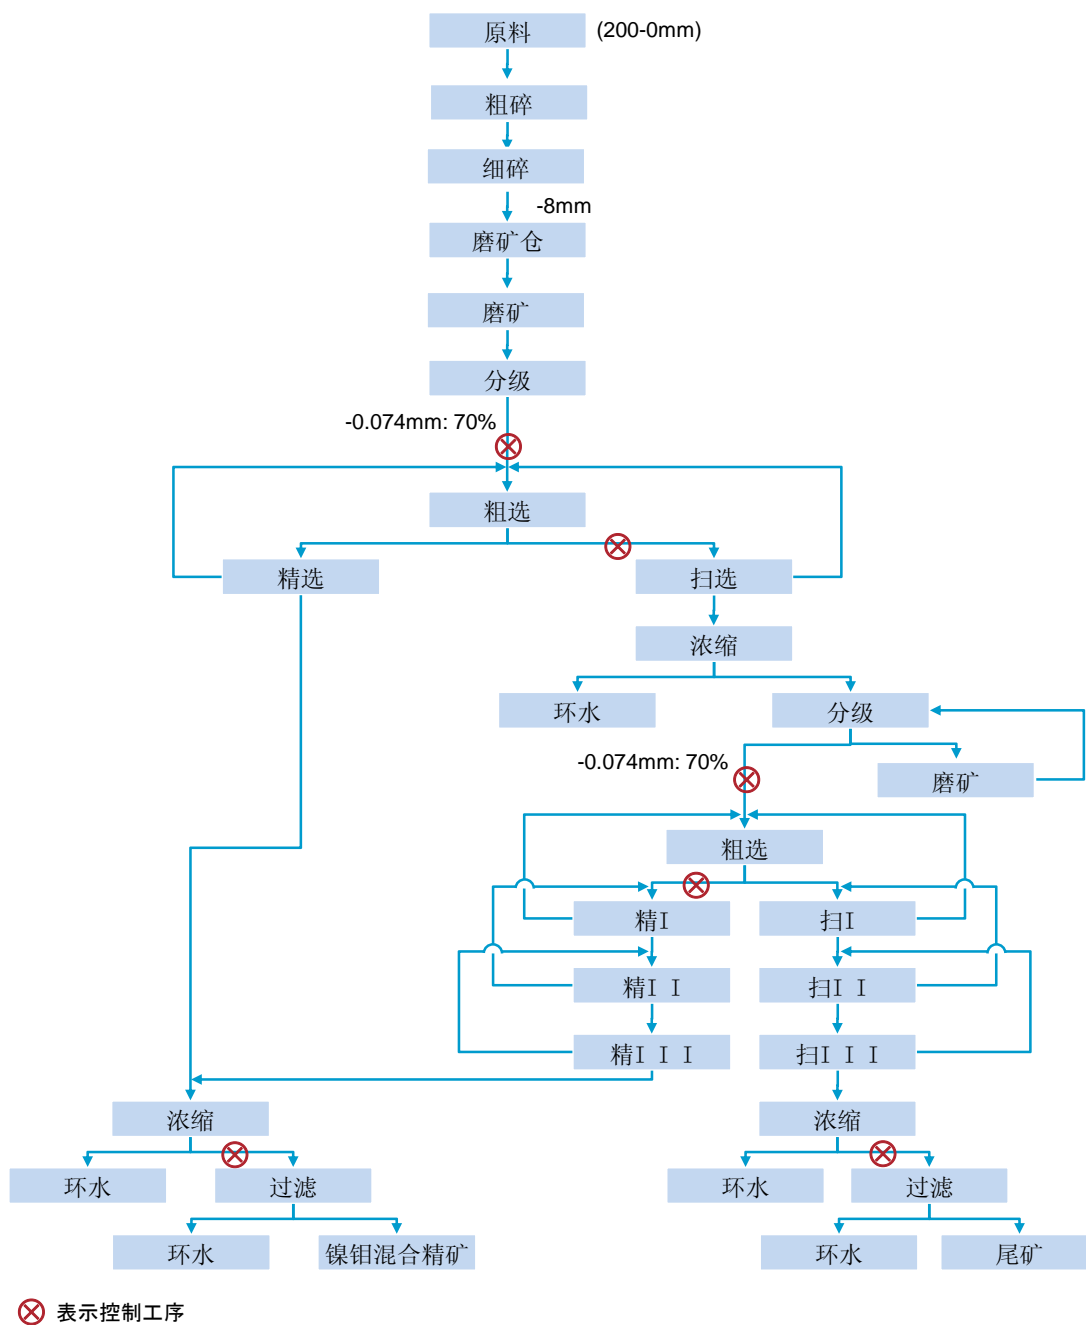 原料 (200-0mm)
粗碎
细碎
-8mm
磨矿仓
磨矿
分级
-0.074mm: 70%
粗选
精选 扫选
浓缩
环水 分级
-0.074mm: 70% 磨矿
粗选
精I 扫I
精I I 扫I I
精I I I 扫I I I
浓缩 浓缩
环水 过滤 环水 过滤
环水 镍钼混合精矿 环水 尾矿
表示控制工序